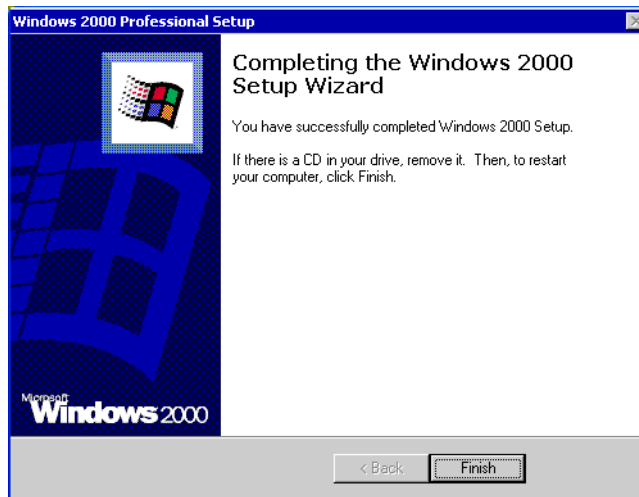 Windows 2000 Professional Setup
Completing the Windows 2000
Setup Wizard
You have successfully completed Windows 2000 Setup.
If there is a CD in your drive, remove it. Then, to restart
your computer, click Finish.
Microsoft
Windows 2000
< Back
Finish